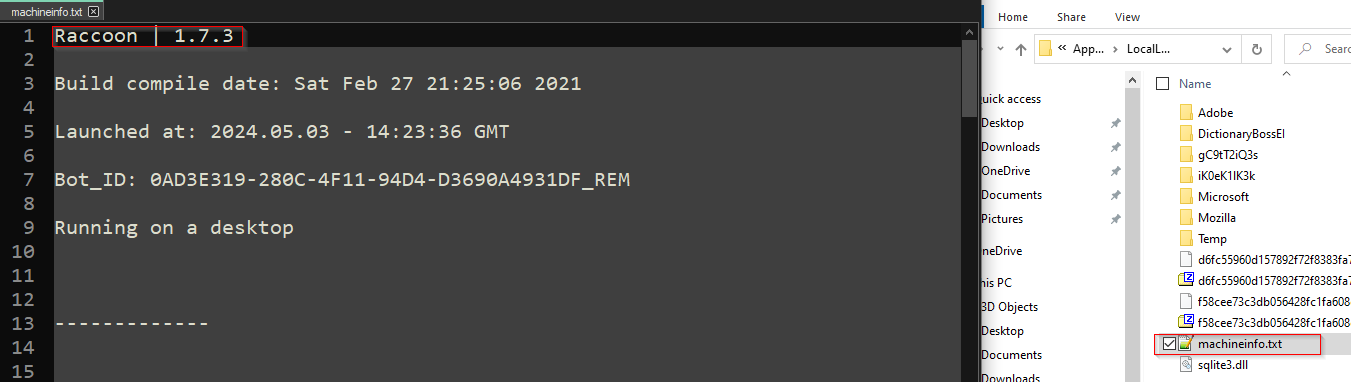 machineinfo.txt
1 Raccoon | 1.7.3
2
3 Build compile date: Sat Feb 27 21:25:06 2021
4
5 Launched at: 2024.05.03 - 14:23:36 GMT
6
7 Bot_ID: 0AD3E319-280C-4F11-94D4-D3690A4931DF_REM
8
9 Running on a desktop
10
11
12
13 -------------
14
15
Home Share View
« App... › LocalL...
Sear
Name
uick access
Desktop
Downloads
OneDrive
Documents
Pictures
neDrive
his PC
3D Objects
Desktop
Documents
Downloads
Adobe
DictionaryBossEl
gC9tT2iQ3s
Microsoft
Mozilla
Temp
d6fc55960d157892f72f8383fa7
d6fc55960d157892f72f8383fa7
f58cee73c3db056428fc1fa608
f58cee73c3db056428fc1fa608
machineinfo.txt
sqlite3.dll